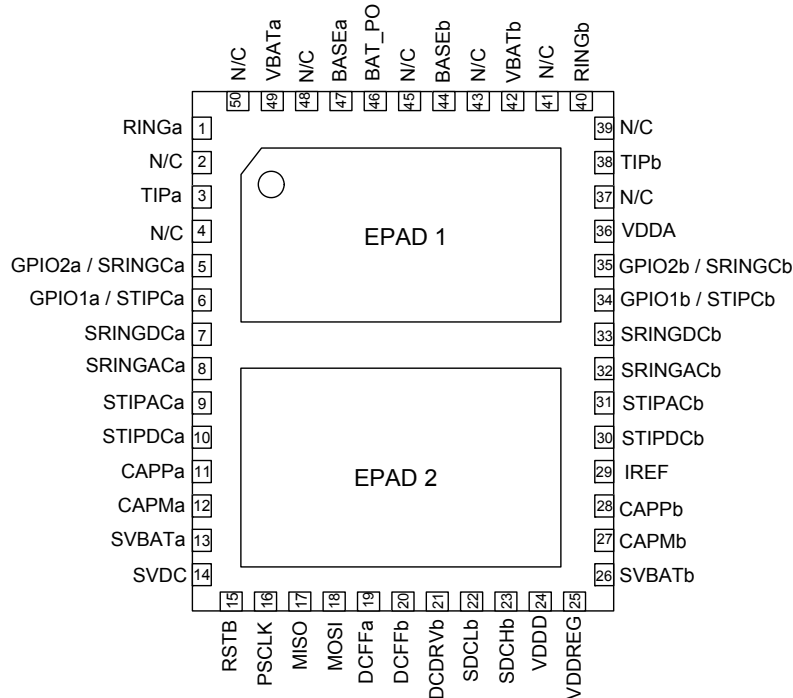 N/C VBATa N/C BASEa BAT_PO N/C BASEb N/C VBATb N/C RINGb
50 49 48 47 46 45 44 43 42 41 40
RINGa 1 39 N/C
N/C 2 38 TIPb
TIPa 3 37 N/C
N/C 4 36 VDDA
EPAD 1
GPIO2a / SRINGCa 5 35 GPIO2b / SRINGCb
GPIO1a / STIPCa 6 34 GPIO1b / STIPCb
SRINGDCa 7 33 SRINGDCb
SRINGACa 8 32 SRINGACb
STIPACa 9 31 STIPACb
STIPDCa 10 30 STIPDCb
CAPPa 11 29 IREF
EPAD 2
CAPMa 12 28 CAPPb
SVBATa 13 27 CAPMb
SVDC 14 26 SVBATb
15 16 17 18 19 20 21 22 23 24 25
RSTB PSCLK MISO MOSI DCFFa DCFFb DCDRVb SDCLb SDCHb VDDD VDDREG